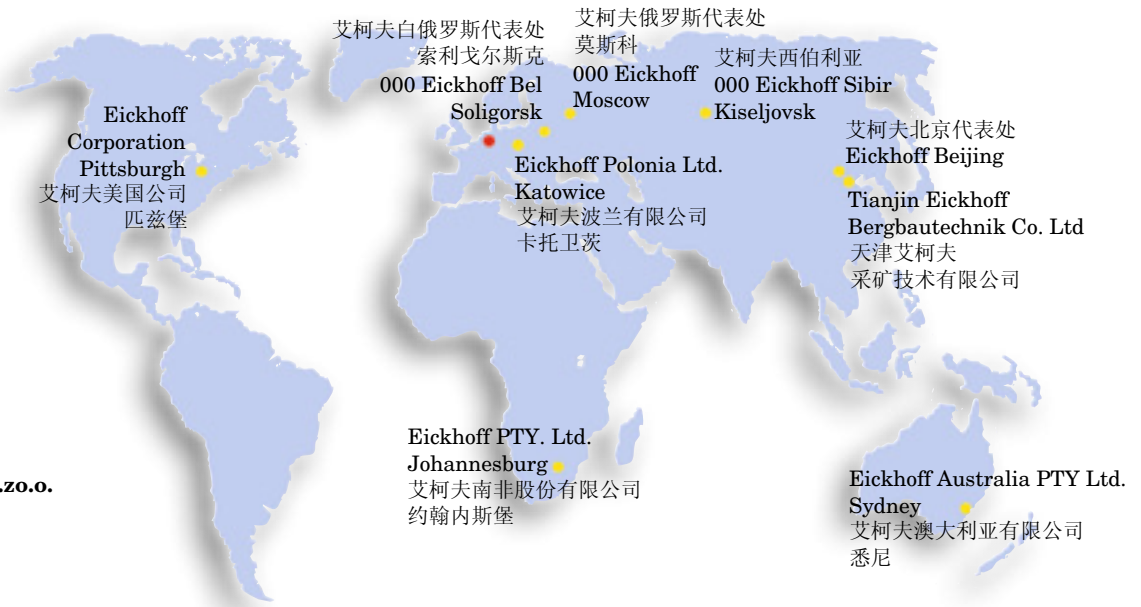 艾柯夫白俄罗斯代表处
索利戈尔斯克
000 Eickhoff Bel
Soligorsk
艾柯夫俄罗斯代表处
莫斯科
000 Eickhoff
Moscow
艾柯夫西伯利亚
000 Eickhoff Sibir
Kiseljovsk
Eickhoff
Corporation
Pittsburgh
艾柯夫美国公司
匹兹堡
Eickhoff Polonia Ltd.
Katowice
艾柯夫波兰有限公司
卡托卫茨
艾柯夫北京代表处
Eickhoff Beijing
Tianjin Eickhoff
Bergbautechnik Co. Ltd
天津艾柯夫
采矿技术有限公司
Eickhoff PTY. Ltd.
Johannesburg
艾柯夫南非股份有限公司
约翰内斯堡
.zo.o.
Eickhoff Australia PTY Ltd.
Sydney
艾柯夫澳大利亚有限公司
悉尼